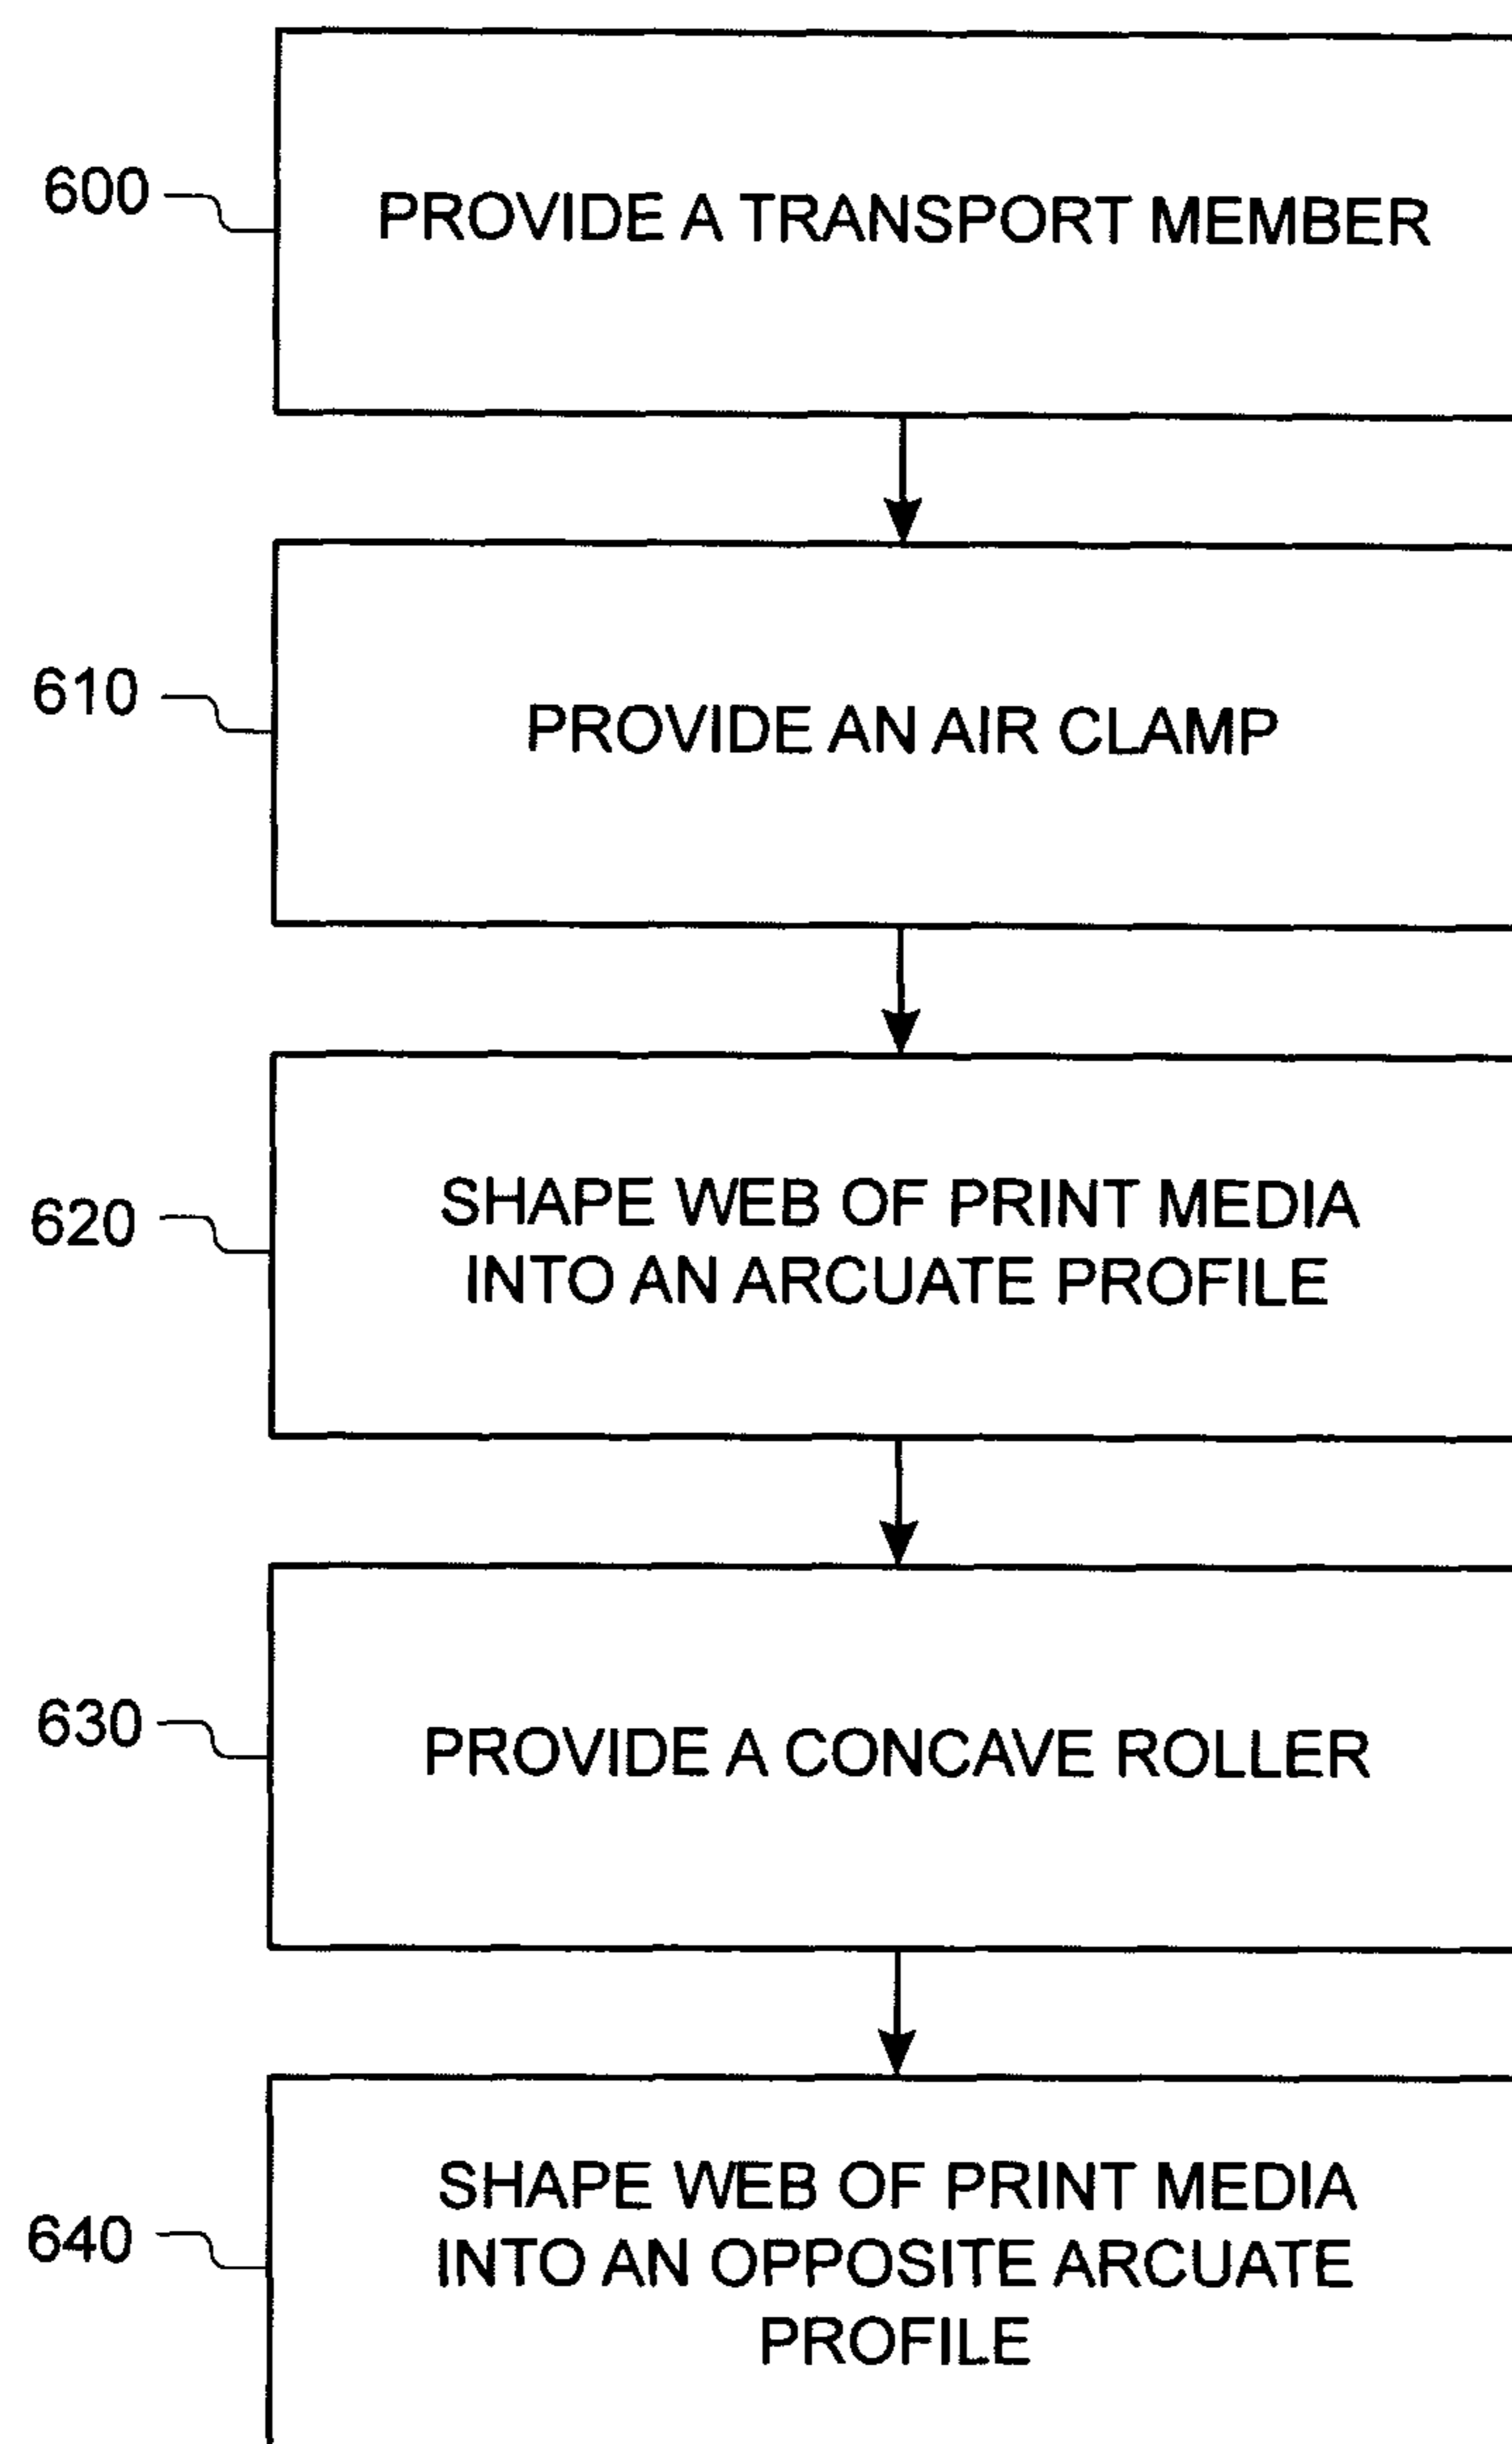 600
PROVIDE A TRANSPORT MEMBER
610
PROVIDE AN AIR CLAMP
620
SHAPE WEB OF PRINT MEDIA
INTO AN ARCUATE PROFILE
630
PROVIDE A CONCAVE ROLLER
640
SHAPE WEB OF PRINT MEDIA
INTO AN OPPOSITE ARCUATE
PROFILE